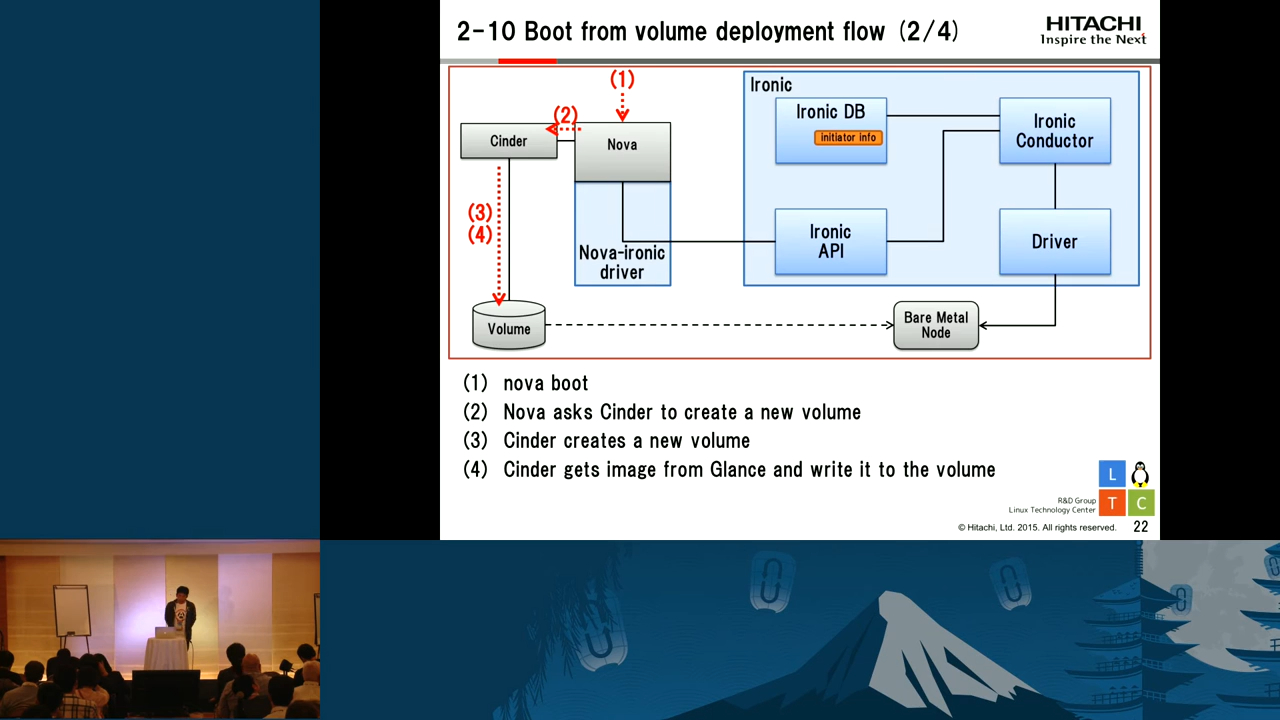 2-10 Boot from volume deployment flow (2/4)
HITACHI
Inspire the Next
(1)
(2)
Cinder
Nova
(3)
(4)
Nova-ironic
driver
Volume
Ironic
Ironic DB
initiator info
Ironic
Conductor
Ironic
API
Driver
Bare Metal
Node
(1) nova boot
(2) Nova asks Cinder to create a new volume
(3) Cinder creates a new volume
(4) Cinder gets image from Glance and write it to the volume
L
T C
R&D Group
Linux Technology Center
© Hitachi, Ltd. 2015. All rights reserved.
22